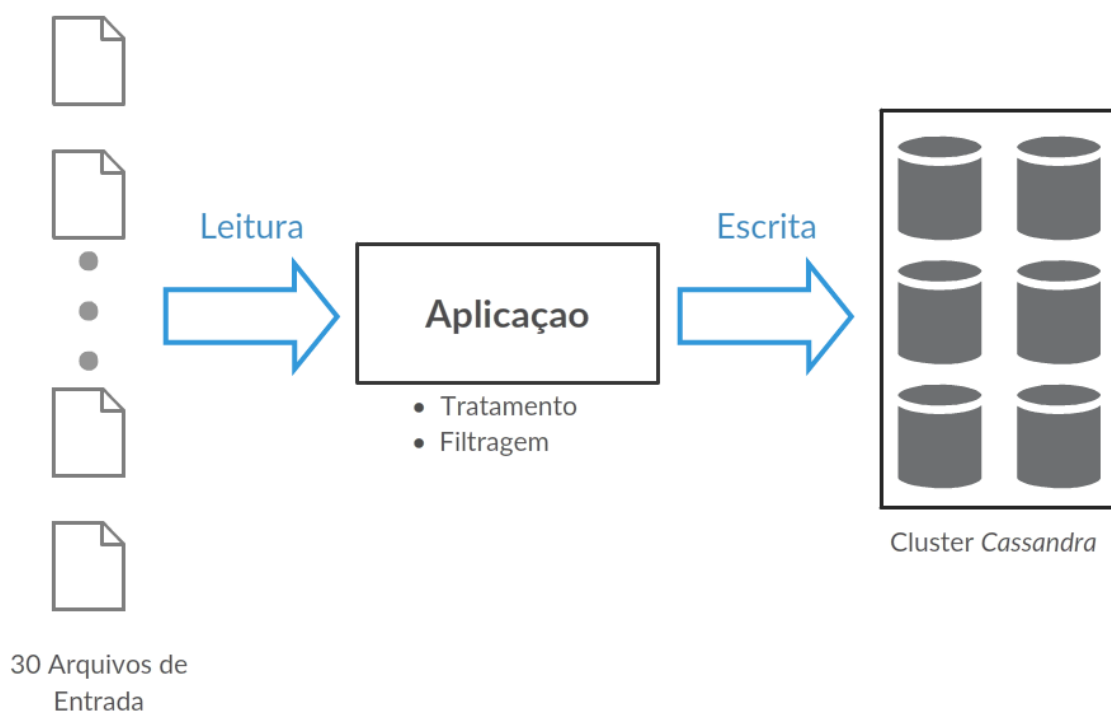 Leitura
Escrita
Aplicaçao
• Tratamento
• Filtragem
Cluster Cassandra
30 Arquivos de
Entrada